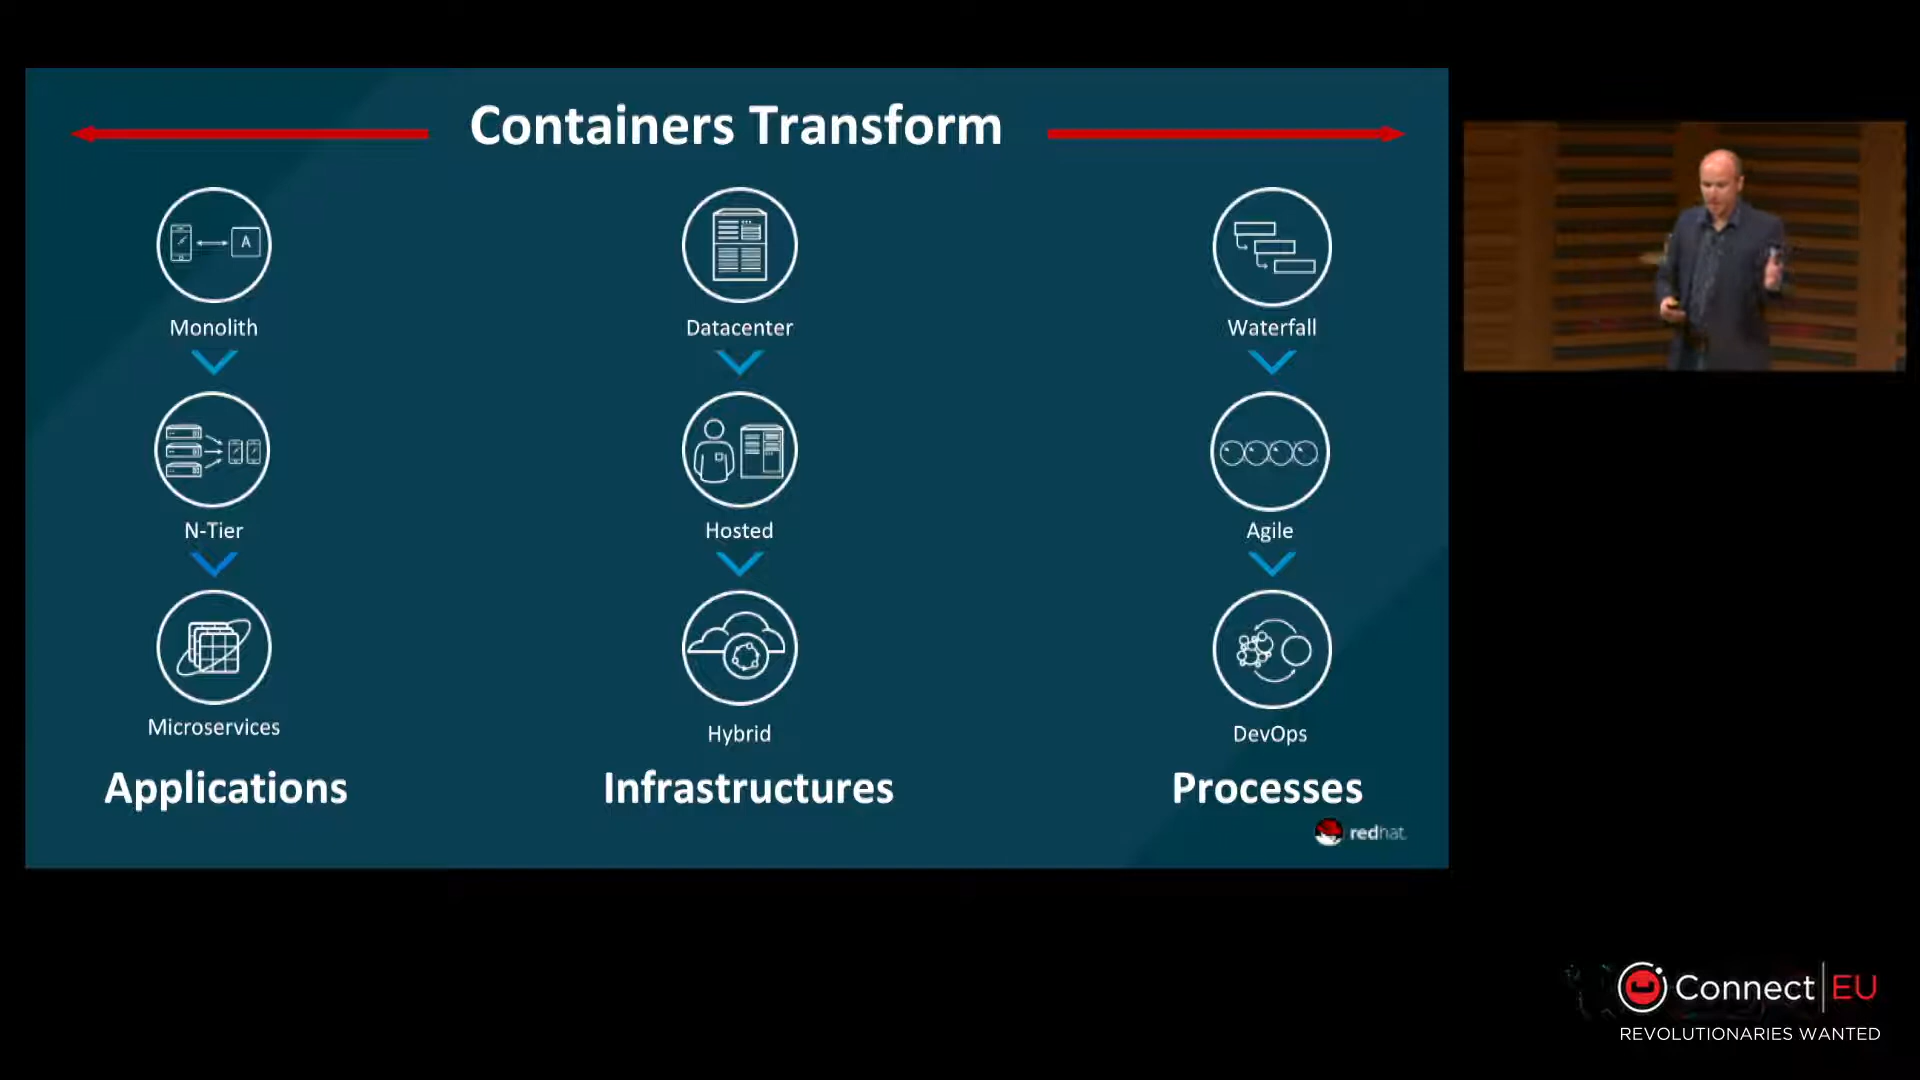 Containers Transform
A
Monolith
Datacenter
Waterfall
N-Tier
Hosted
Agile
Microservices
Hybrid
DevOps
Applications
Infrastructures
Processes
redhat
Connect | EU
REVOLUTIONARIES WANTED